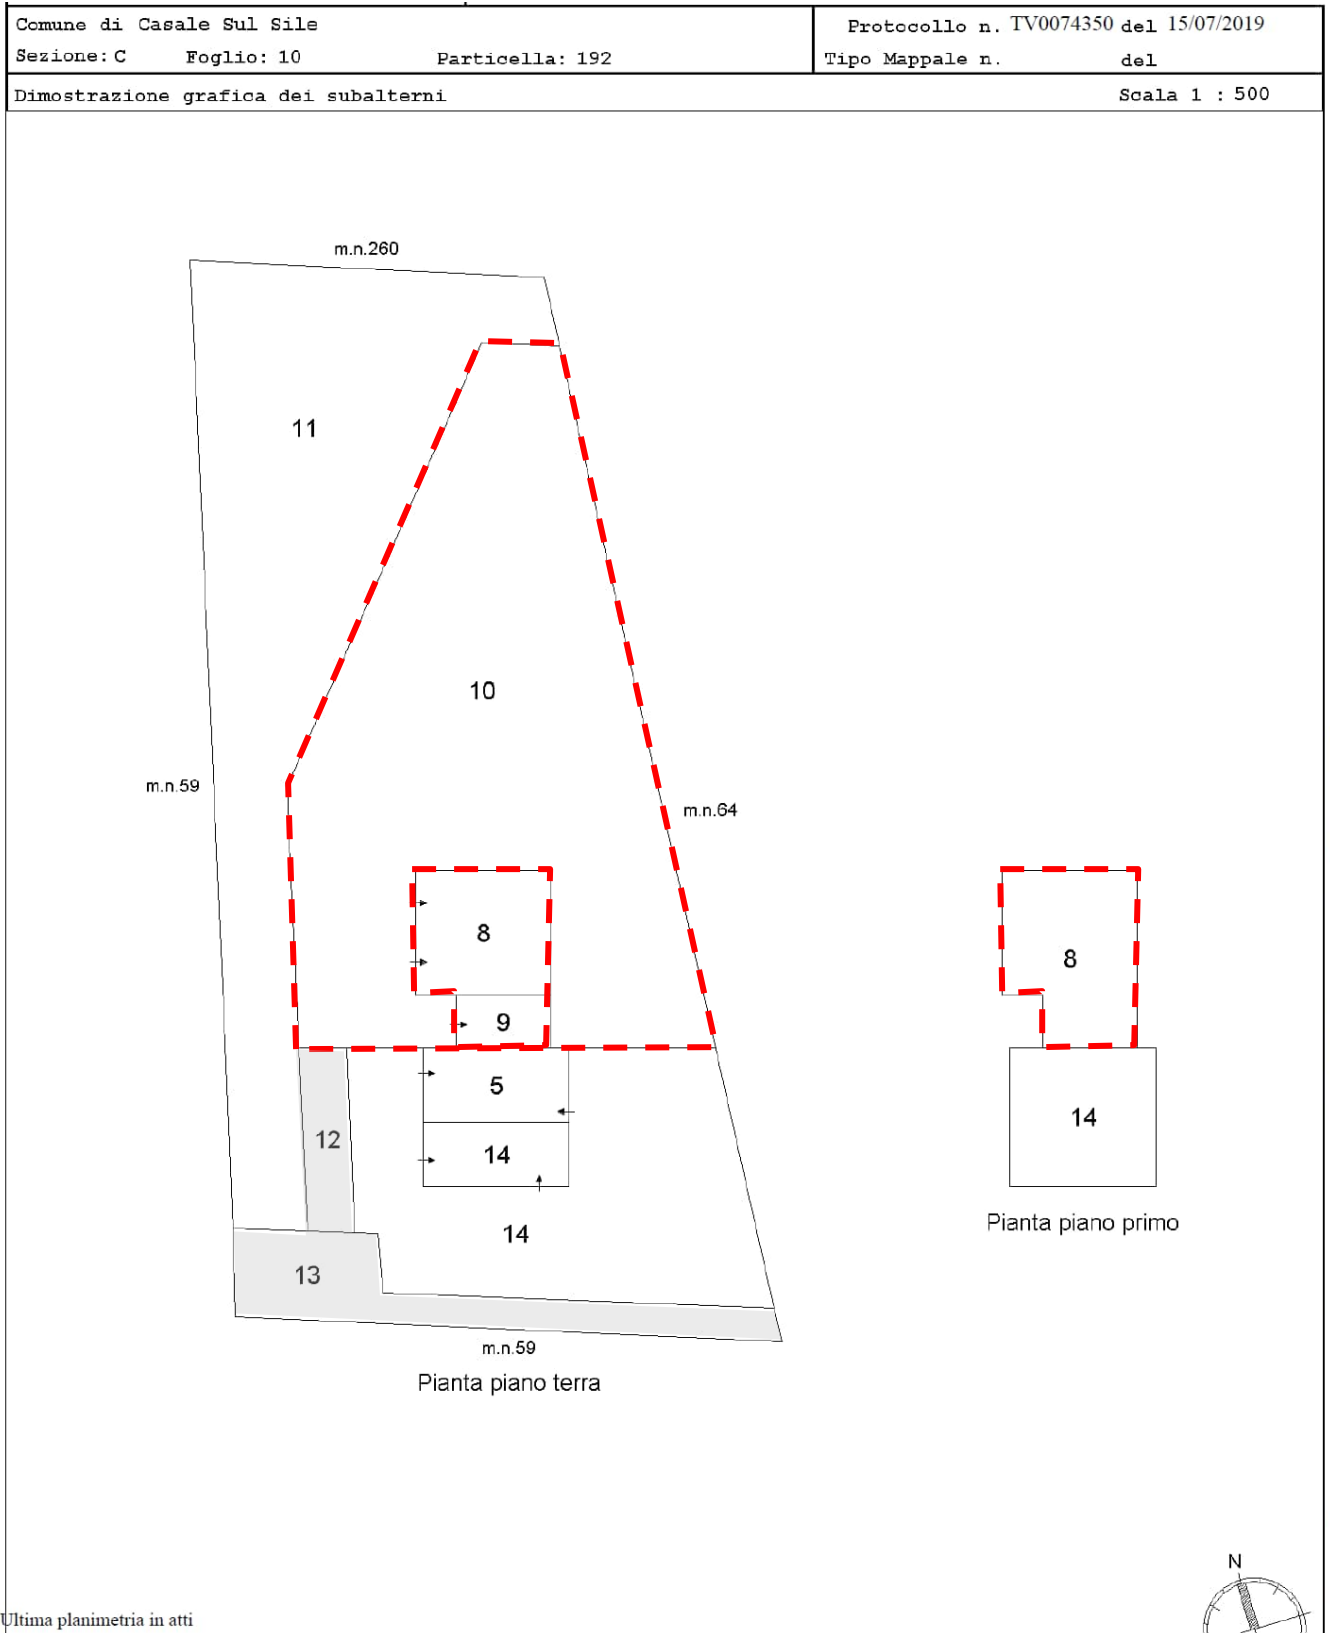 Comune di Casale Sul Sile
Protocollo n. TV0074350 del 15/07/2019
Sezione: C Foglio: 10 Particella: 192
Tipo Mappale n. del
Dimostrazione grafica dei subalterni
Scala 1 : 500
m.n.260
11
10
m.n.59
m.n.64
8
8
9
5
14
12
14
14
Pianta piano primo
13
m.n.59
Pianta piano terra
N
Ultima planimetria in atti